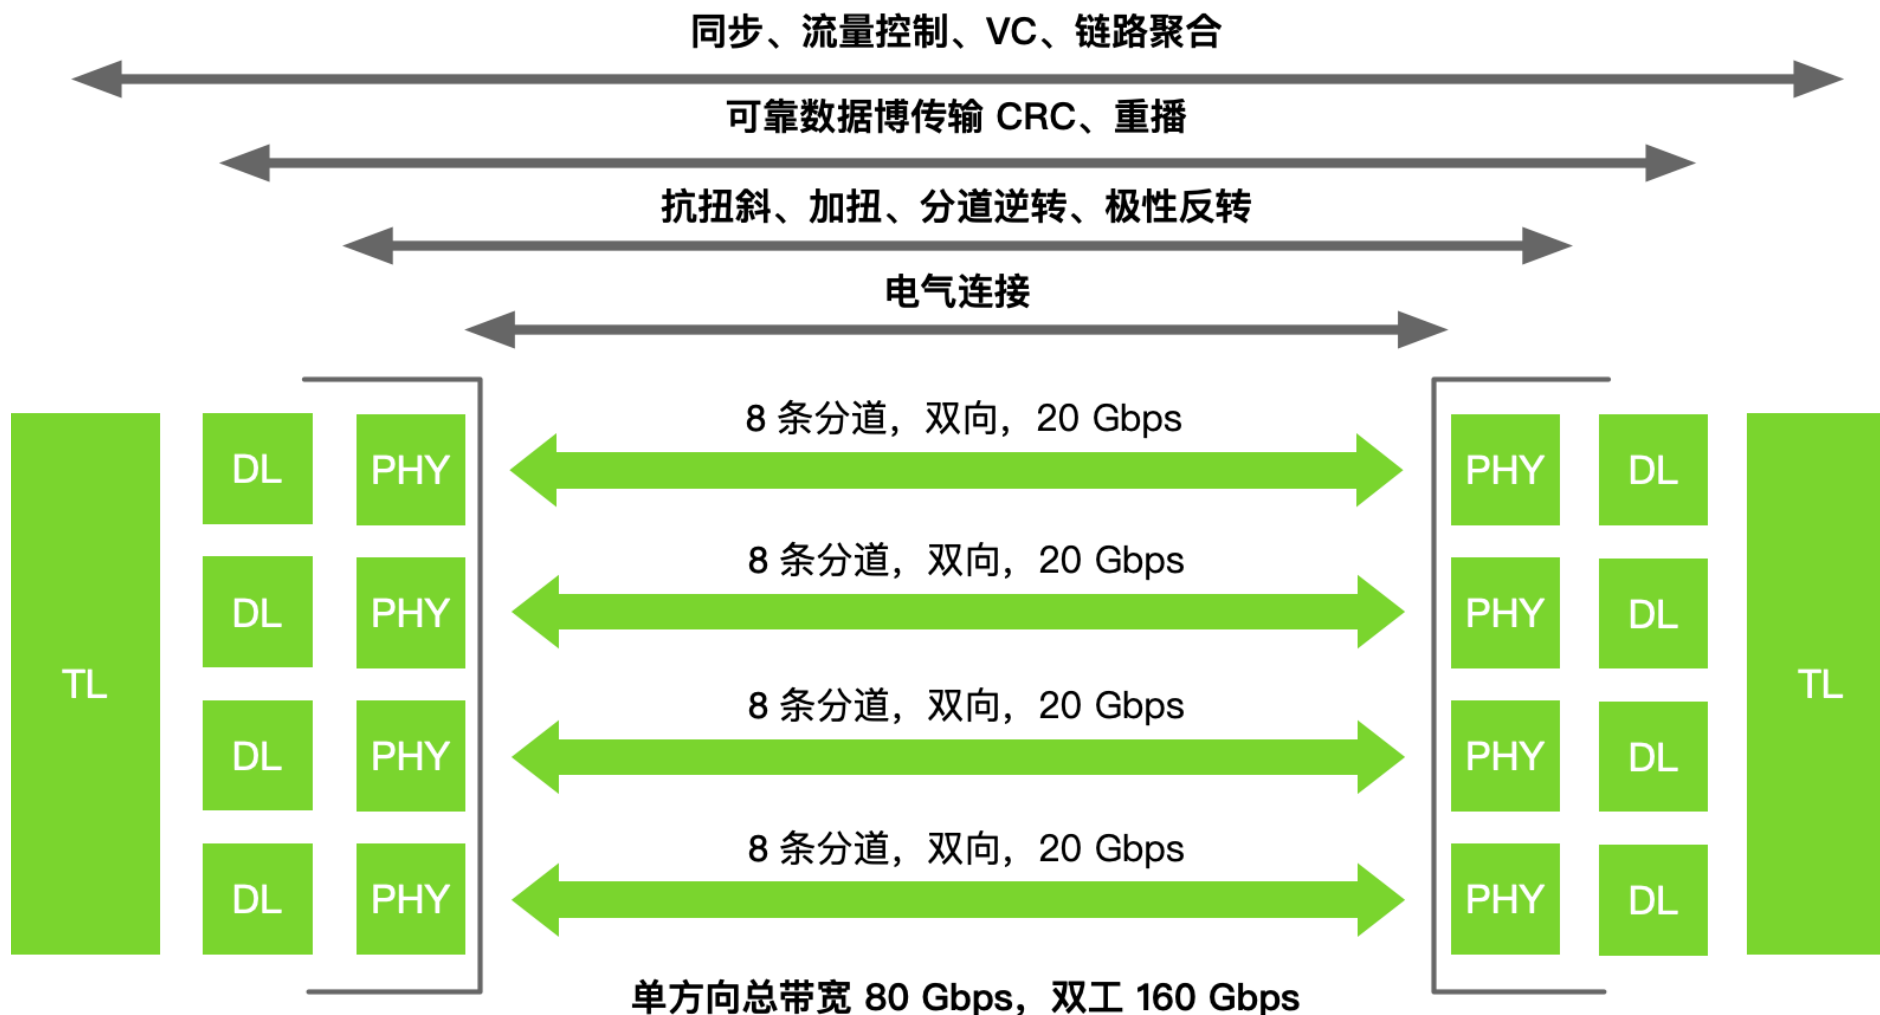 同步、流量控制、VC、链路聚合
可靠数据博传输 CRC、重播
抗扭斜、加扭、分道逆转、极性反转
电气连接
8 条分道，双向，20 Gbps
TL DL PHY PHY DL TL
8 条分道，双向，20 Gbps
DL PHY PHY DL
8 条分道，双向，20 Gbps
DL PHY PHY DL
8 条分道，双向，20 Gbps
DL PHY PHY DL
单方向总带宽 80 Gbps，双工 160 Gbps